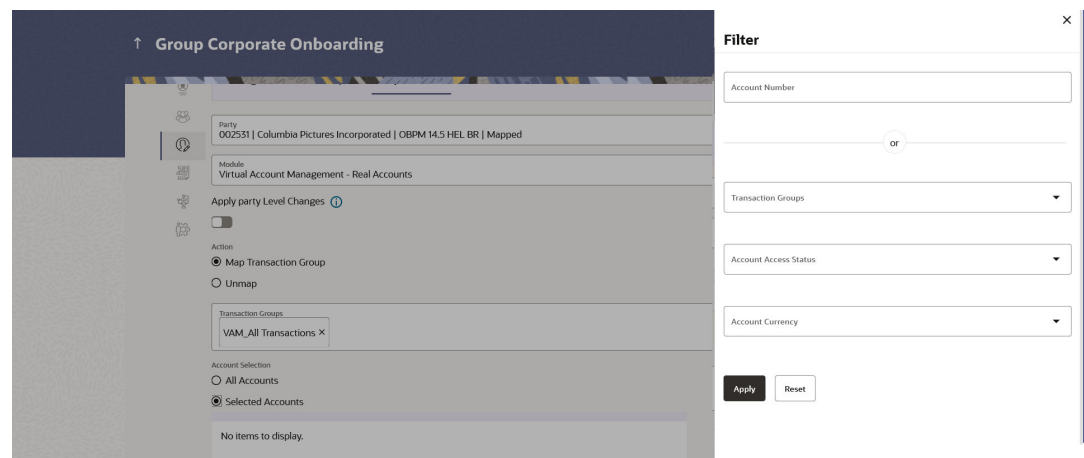 ↑ Group Corporate Onboarding
Party
002531 | Columbia Pictures Incorporated | OBPM 14.5 HEL BR | Mapped
Module
Virtual Account Management - Real Accounts
Apply party Level Changes
Action
Map Transaction Group
Unmap
Transaction Groups
VAM_All Transactions ×
Account Selection
All Accounts
Selected Accounts
No items to display.
×
Filter
Account Number
or
Transaction Groups
Account Access Status
Account Currency
Apply Reset